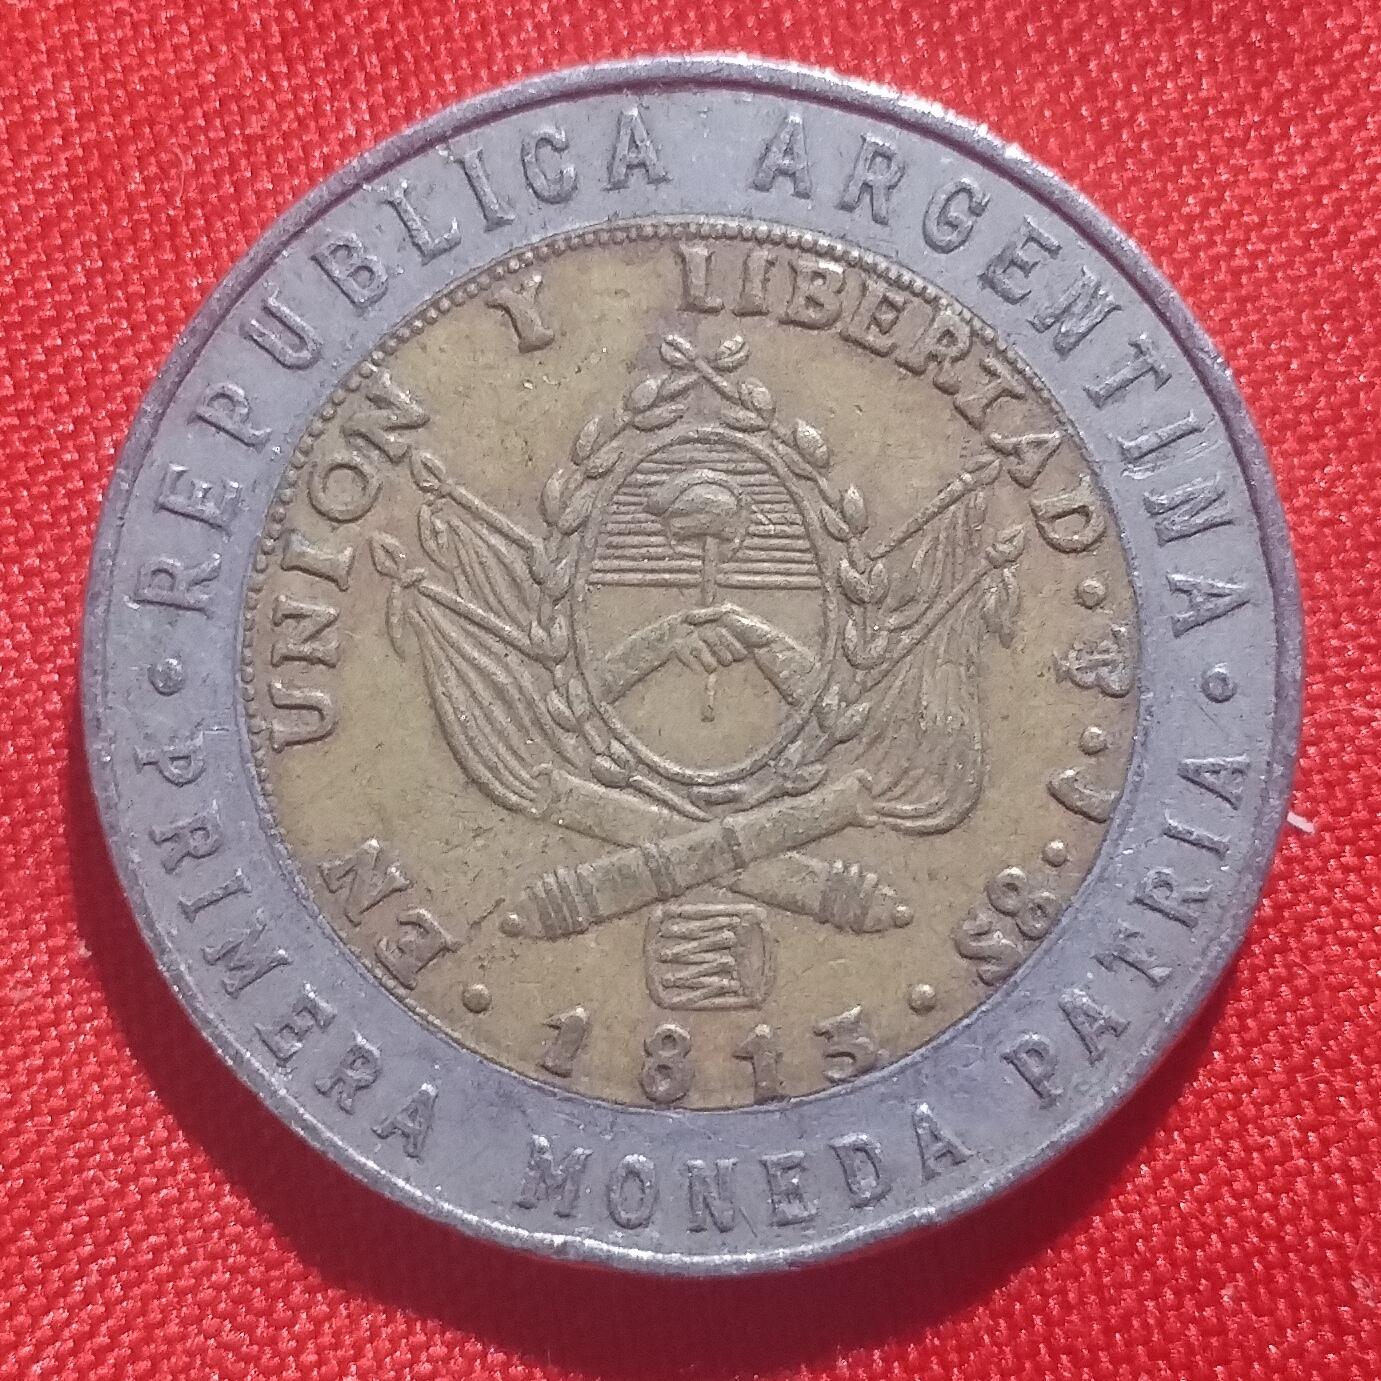 REPUBLICA ARGENTINA
· PRIMERA MONEDA PATRIA ·
EN UNION Y LIBERTAD · · J · 8S · 1813 ·